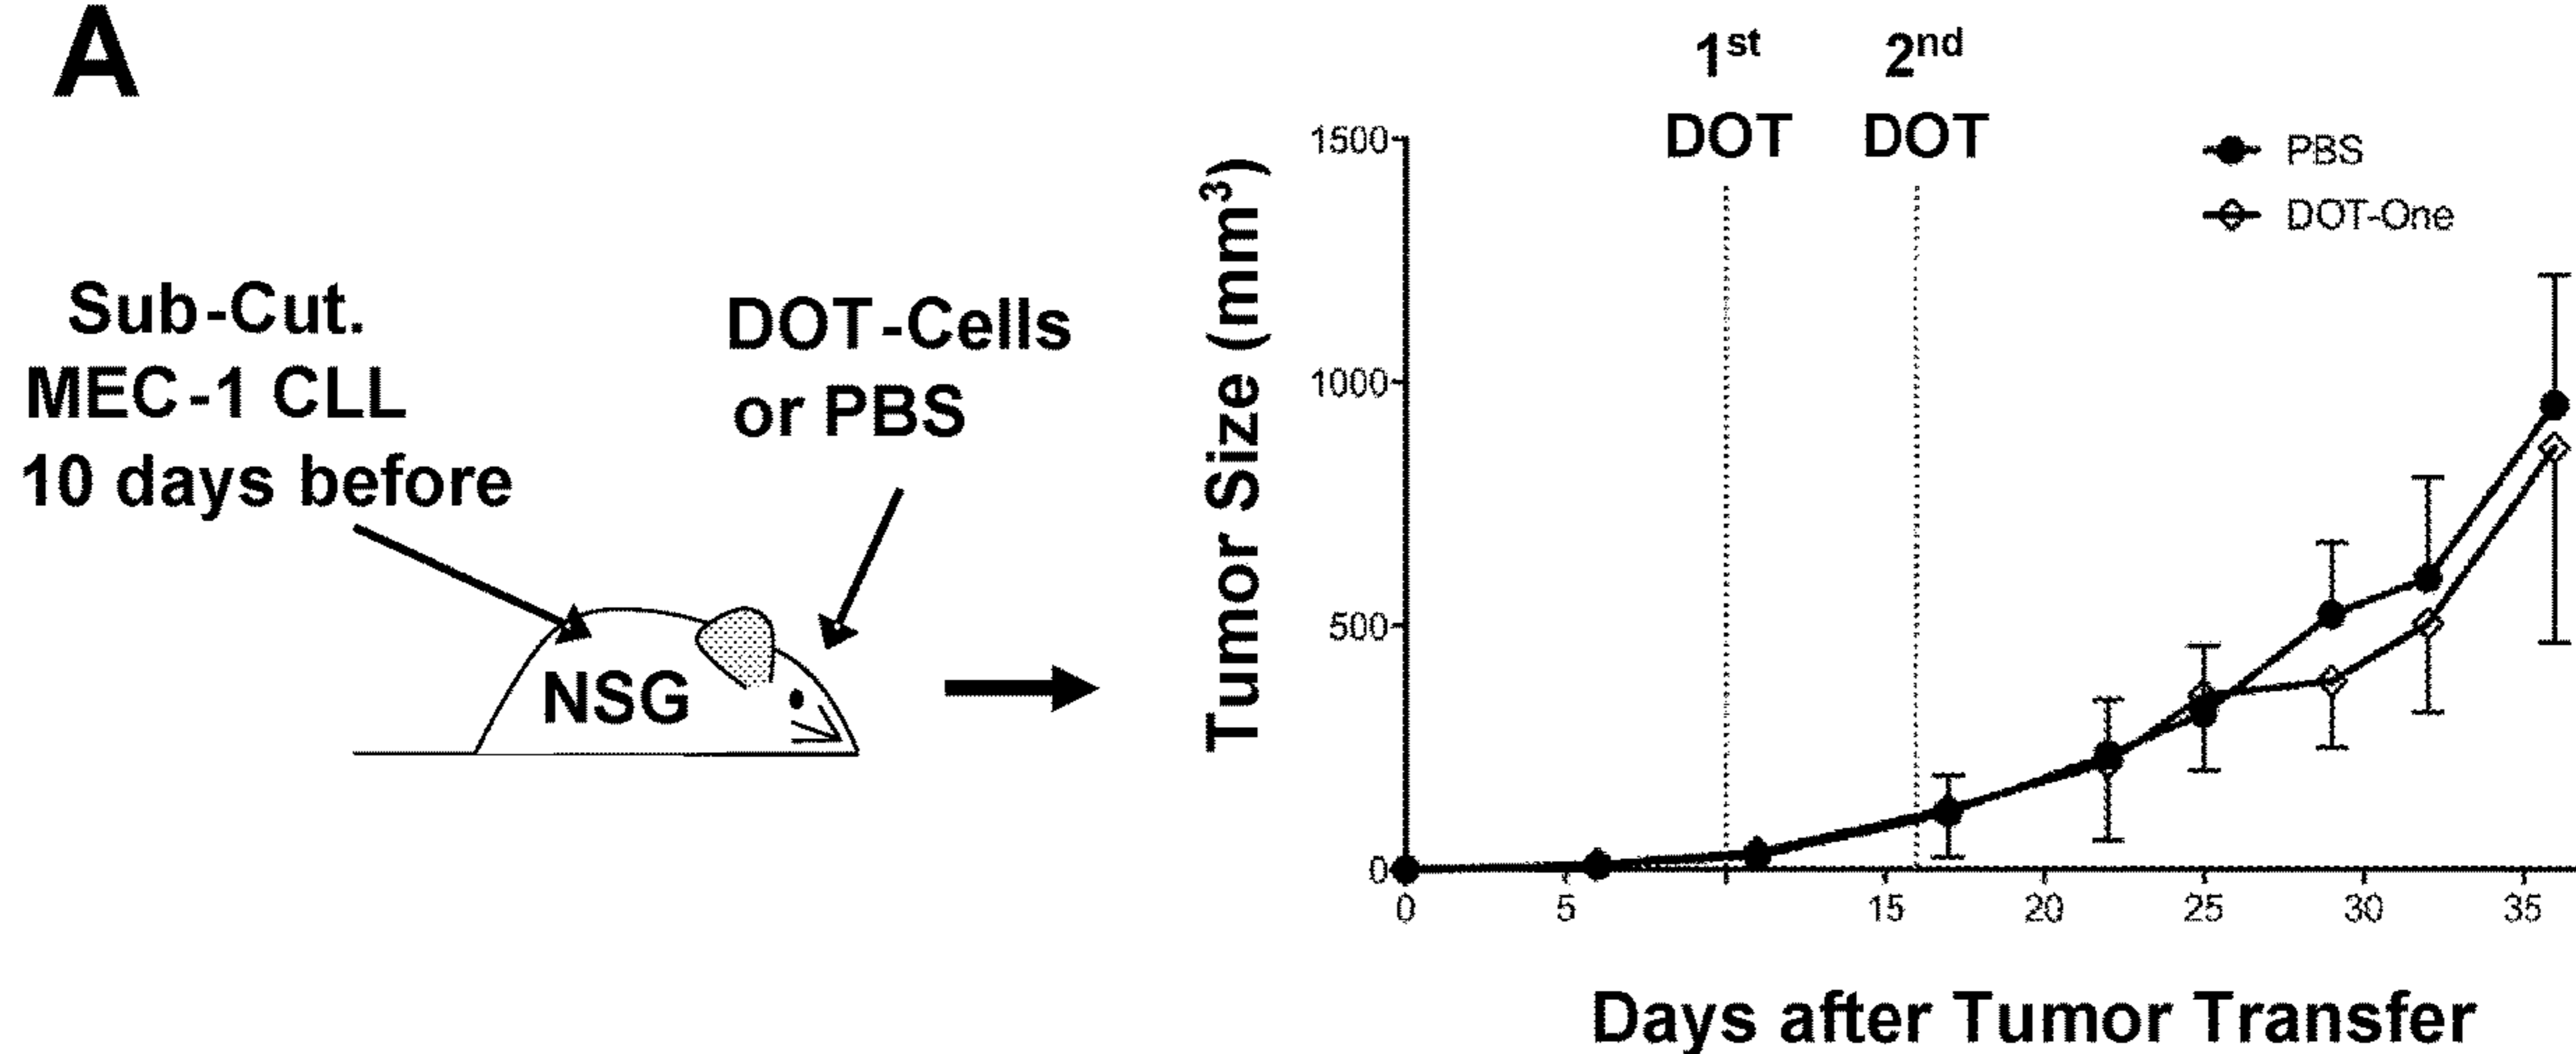 A
Sub-Cut.
MEC-1 CLL
10 days before
DOT-Cells
or PBS
NSG
1st
DOT
2nd
DOT
PBS
DOT-One
Tumor Size (mm³)
1500
1000
500
0
0
5
15
20
25
30
35
Days after Tumor Transfer